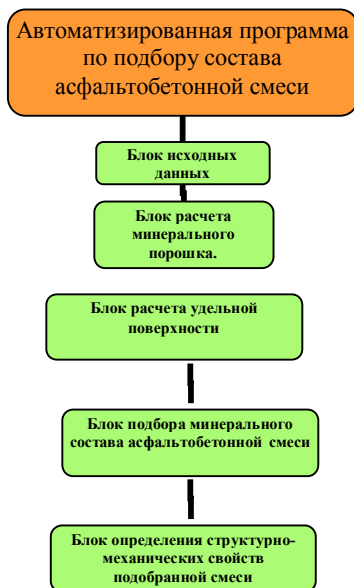 Автоматизированная программа
по подбору состава
асфальтобетонной смеси
Блок исходных
данных
Блок расчета
минерального
порошка.
Блок расчета удельной
поверхности
Блок подбора минерального
состава асфальтобетонной смеси
Блок определения структурно-
механических свойств
подобранной смеси